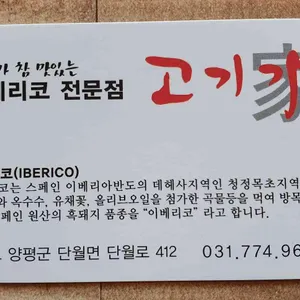 가 참 맛있는
베리코 전문점
고기가 家
코(IBERICO)
코는 스페인 이베리아반도의 데해사지역인 청정목초지역
와 옥수수, 유채꽃, 올리브오일을 첨가한 곡물등을 먹여 방목
페인 원산의 흑돼지 품종을 "이베리코" 라고 합니다.
양평군 단월면 단월로 412 031.774.96